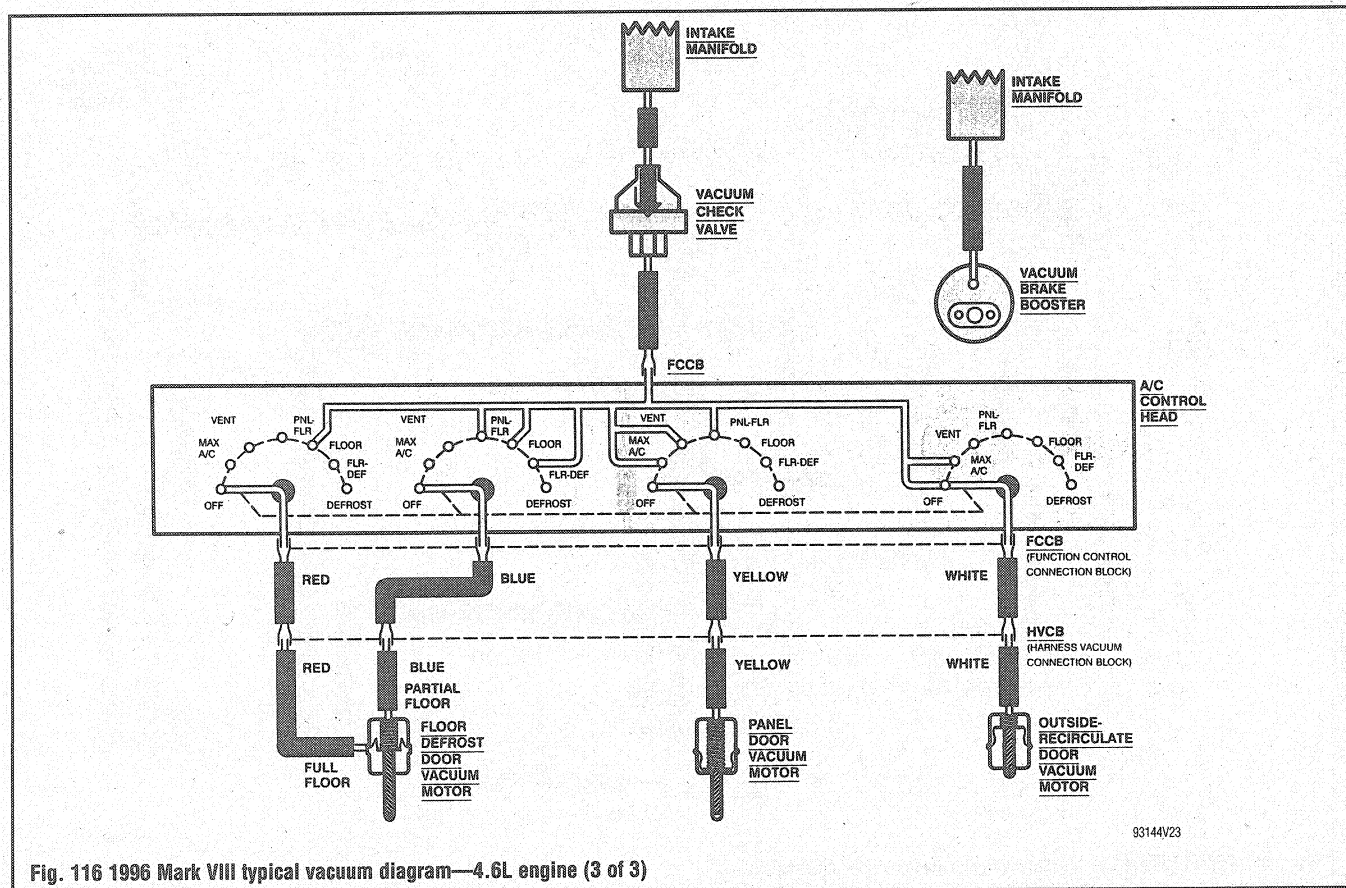 INTAKE
MANIFOLD
INTAKE
MANIFOLD
VACUUM
CHECK
VALVE
VACUUM
BRAKE
BOOSTER
FCCB
A/C
CONTROL
HEAD
VENT
PNL-
FLR
MAX
A/C
FLOOR
FLR-
DEF
OFF
DEFROST
VENT
PNL-
FLR
MAX
A/C
FLOOR
FLR-DEF
OFF
DEFROST
VENT
PNL-FLR
MAX
A/C
FLOOR
FLR-DEF
OFF
DEFROST
PNL-
FLR
VENT
FLOOR
MAX
A/C
FLR-
DEF
OFF
DEFROST
RED
BLUE
YELLOW
WHITE
FCCB
(FUNCTION CONTROL
CONNECTION BLOCK)
RED
BLUE
PARTIAL
FLOOR
YELLOW
WHITE
HVCB
(HARNESS VACUUM
CONNECTION BLOCK)
FULL
FLOOR
FLOOR
DEFROST
DOOR
VACUUM
MOTOR
PANEL
DOOR
VACUUM
MOTOR
OUTSIDE-
RECIRCULATE
DOOR
VACUUM
MOTOR
93144V23
Fig. 116 1996 Mark VIII typical vacuum diagram—4.6L engine (3 of 3)